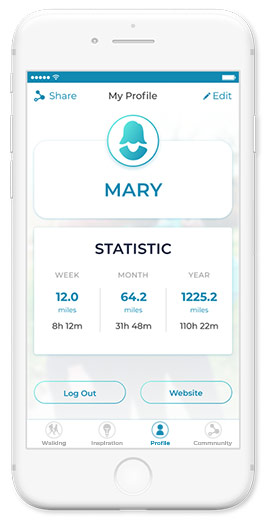 Share My Profile Edit
MARY
STATISTIC
WEEK MONTH YEAR
12.0 64.2 1225.2
miles miles miles
8h 12m 31h 48m 110h 22m
Log Out Website
Walking Inspiration Profile Commnunity